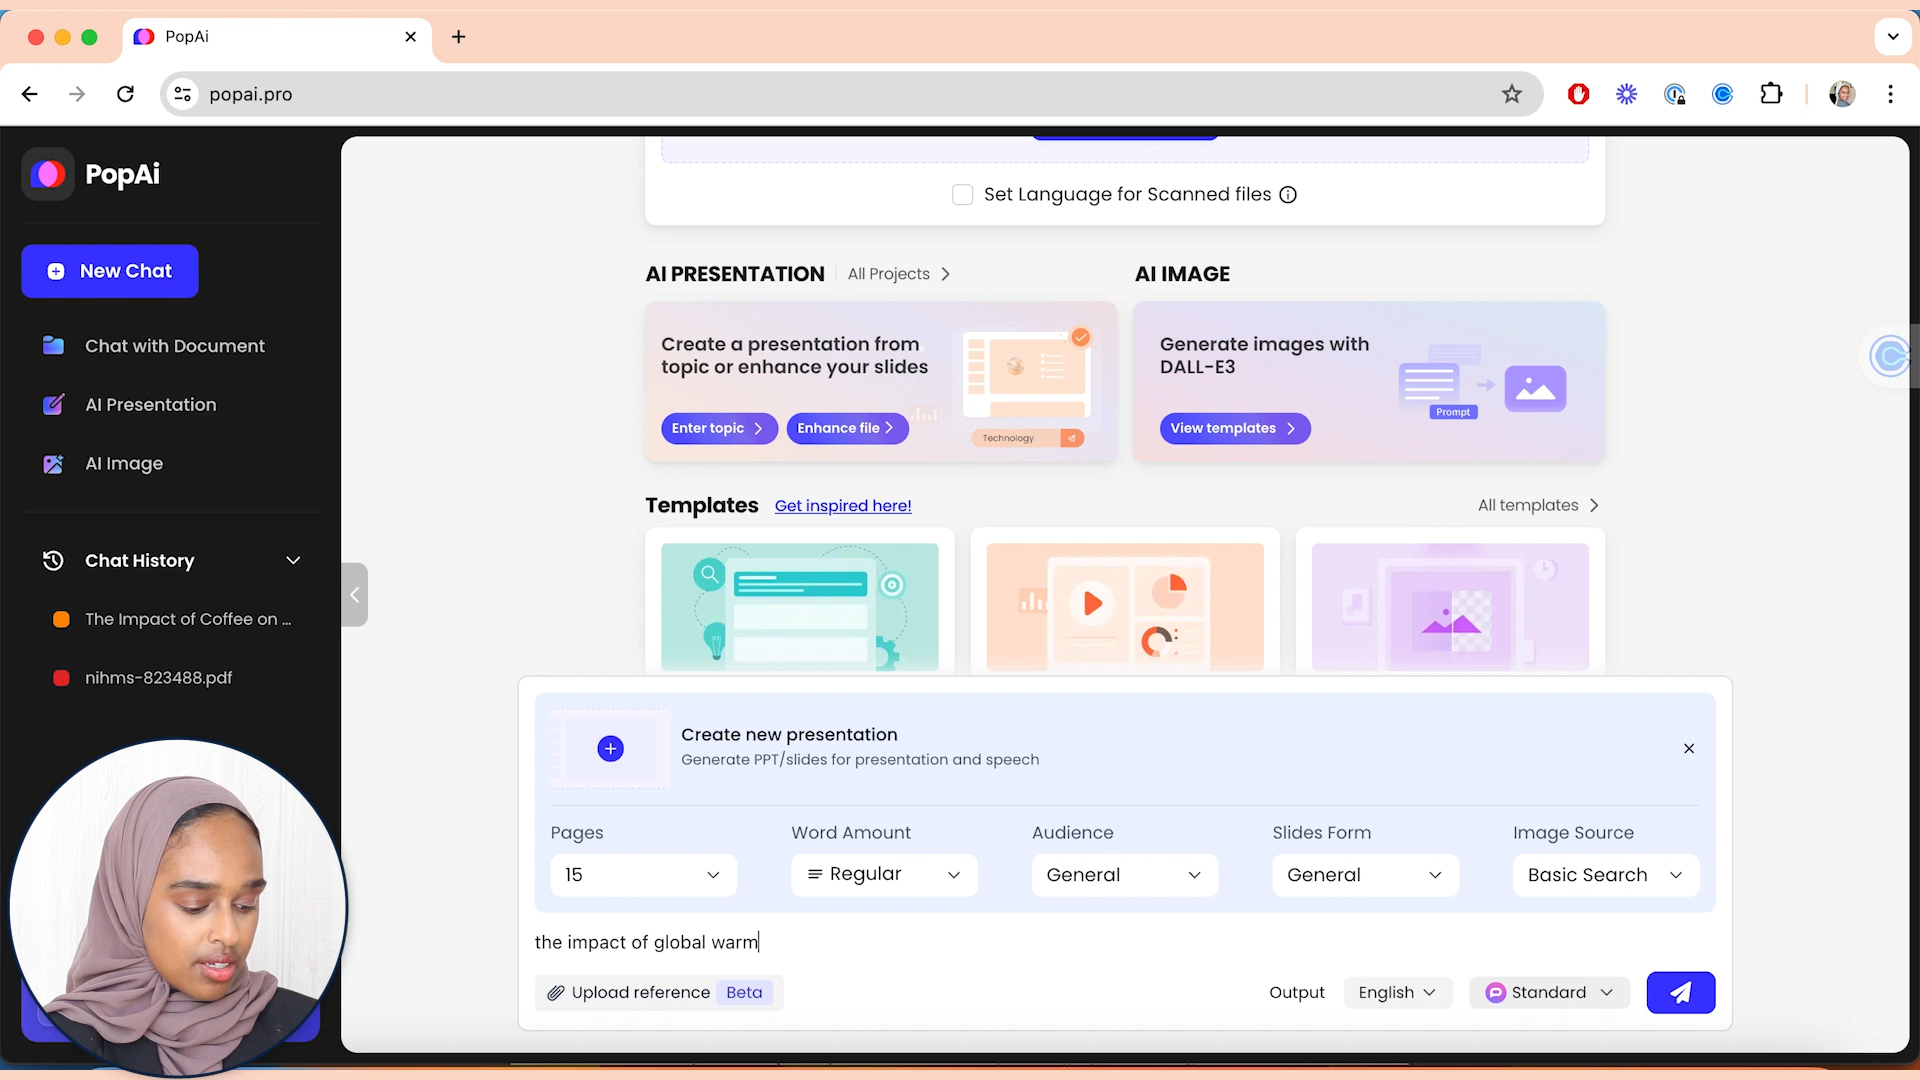 PopAi
popai.pro
PopAi
New Chat
Chat with Document
AI Presentation
AI Image
Chat History
The Impact of Coffee on ...
nihms-823488.pdf
Set Language for Scanned files
AI PRESENTATION
All Projects
AI IMAGE
Create a presentation from
topic or enhance your slides
Enter topic
Enhance file
Technology
Generate images with
DALL-E3
View templates
Prompt
Templates
Get inspired here!
All templates
Create new presentation
Generate PPT/slides for presentation and speech
Pages
Word Amount
Audience
Slides Form
Image Source
15
Regular
General
General
Basic Search
the impact of global warm
Upload reference
Beta
Output
English
Standard